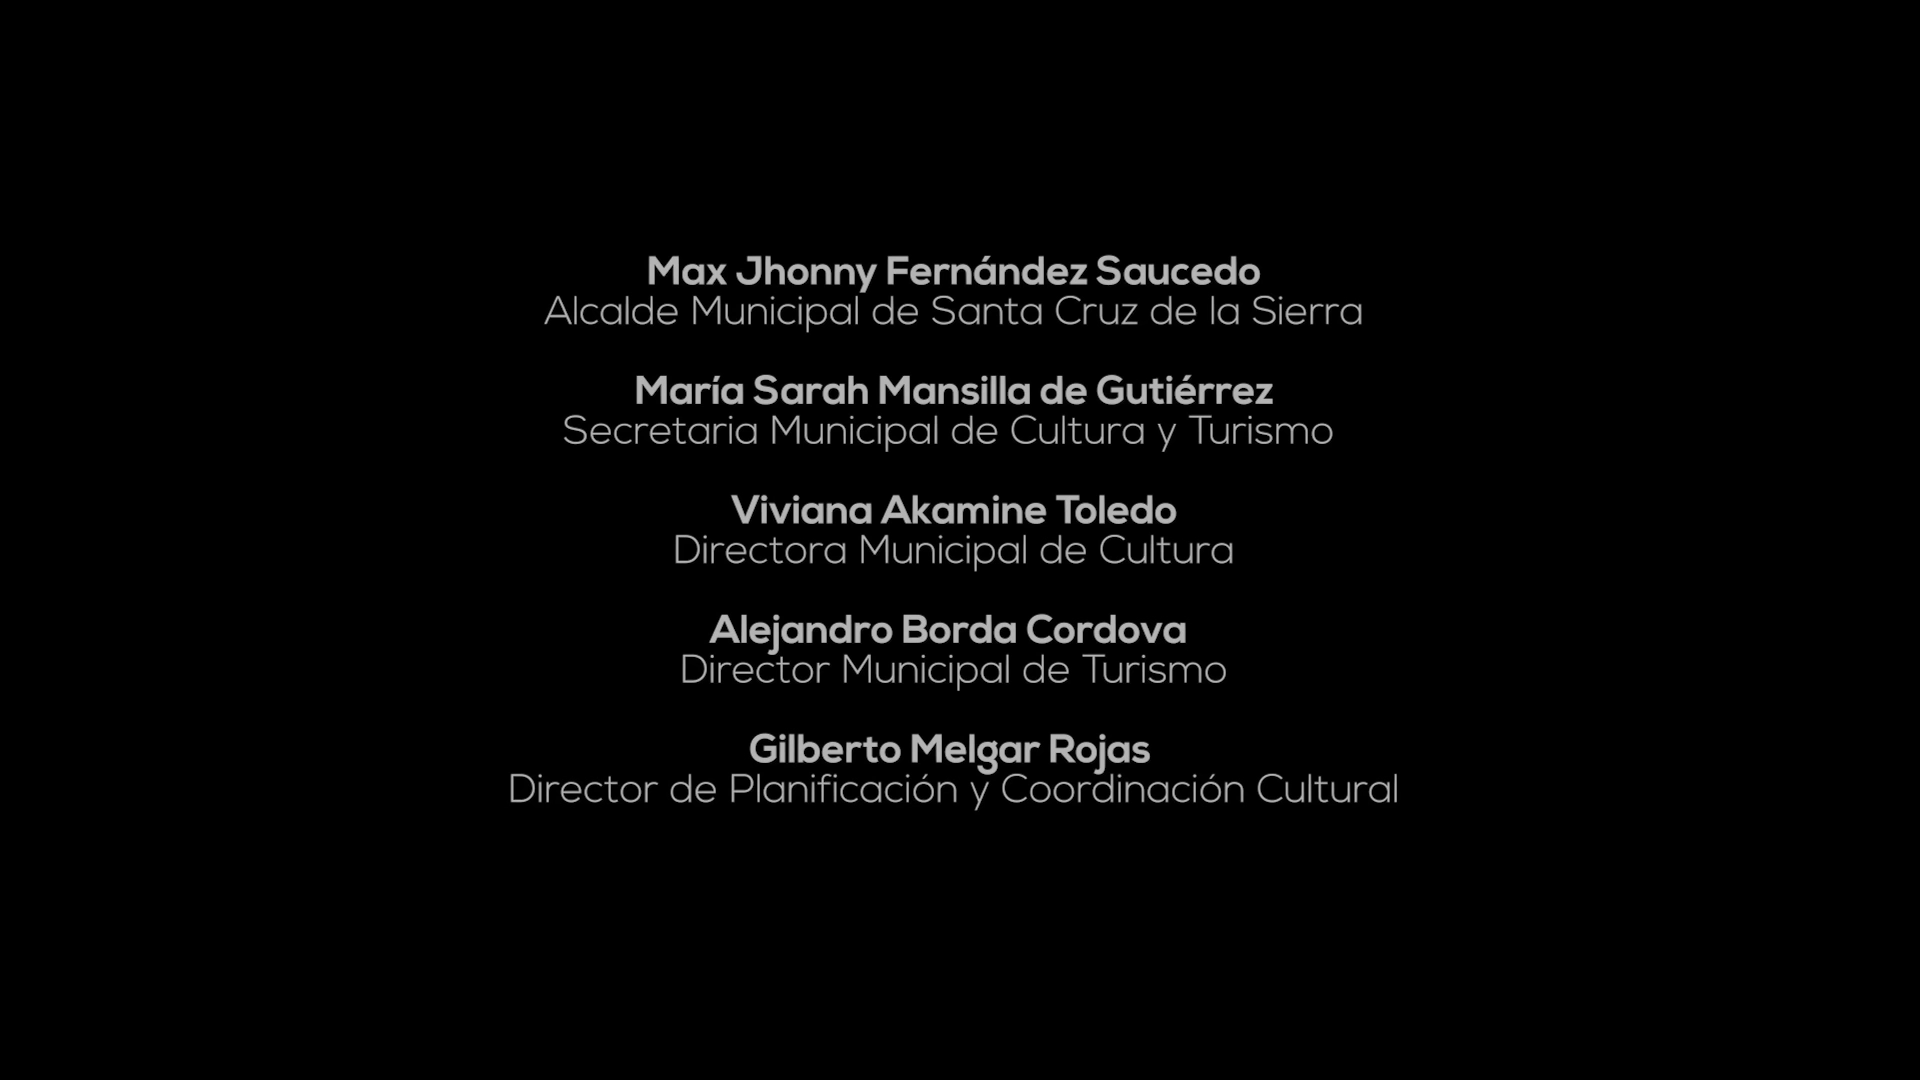 Max Jhonny Fernández Saucedo
Alcalde Municipal de Santa Cruz de la Sierra
María Sarah Mansilla de Gutiérrez
Secretaria Municipal de Cultura y Turismo
Viviana Akamine Toledo
Directora Municipal de Cultura
Alejandro Borda Cordova
Director Municipal de Turismo
Gilberto Melgar Rojas
Director de Planificación y Coordinación Cultural